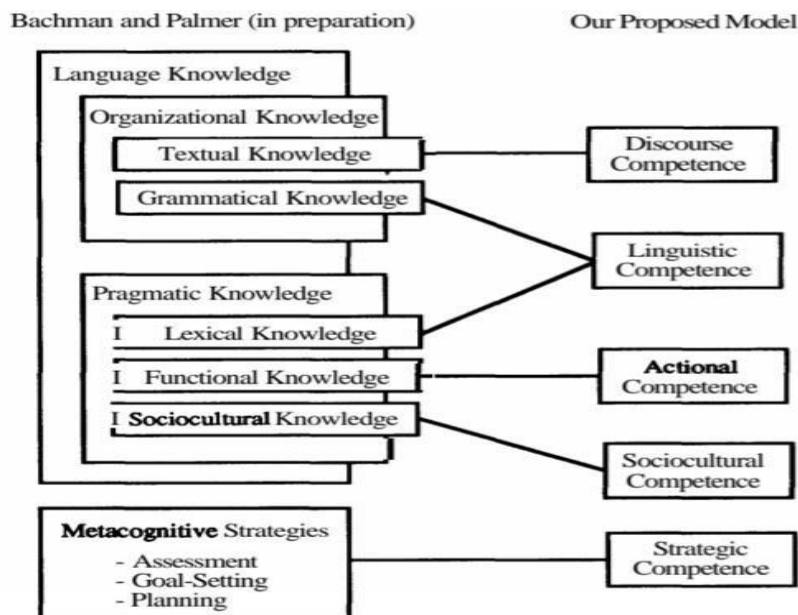 Bachman and Palmer (in preparation)
Our Proposed Model
Language Knowledge
Organizational Knowledge
Textual Knowledge
Grammatical Knowledge
Pragmatic Knowledge
I Lexical Knowledge
I Functional Knowledge
I Sociocultural Knowledge
Metacognitive Strategies
- Assessment
- Goal-Setting
- Planning
Discourse
Competence
Linguistic
Competence
Actional
Competence
Sociocultural
Competence
Strategic
Competence